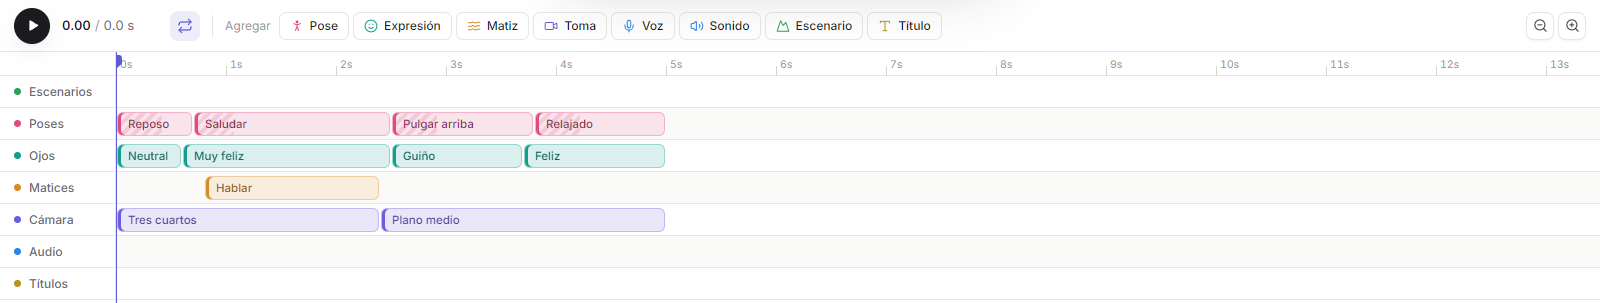 0.00 / 0.0 s Agregar Pose Expresión Matiz Toma Voz Sonido Escenario Título
0s 1s 2s 3s 4s 5s 6s 7s 8s 9s 10s 11s 12s 13s
Escenarios
Poses Reposo Saludar Pulgar arriba Relajado
Ojos Neutral Muy feliz Guiño Feliz
Matices Hablar
Cámara Tres cuartos Plano medio
Audio
Títulos